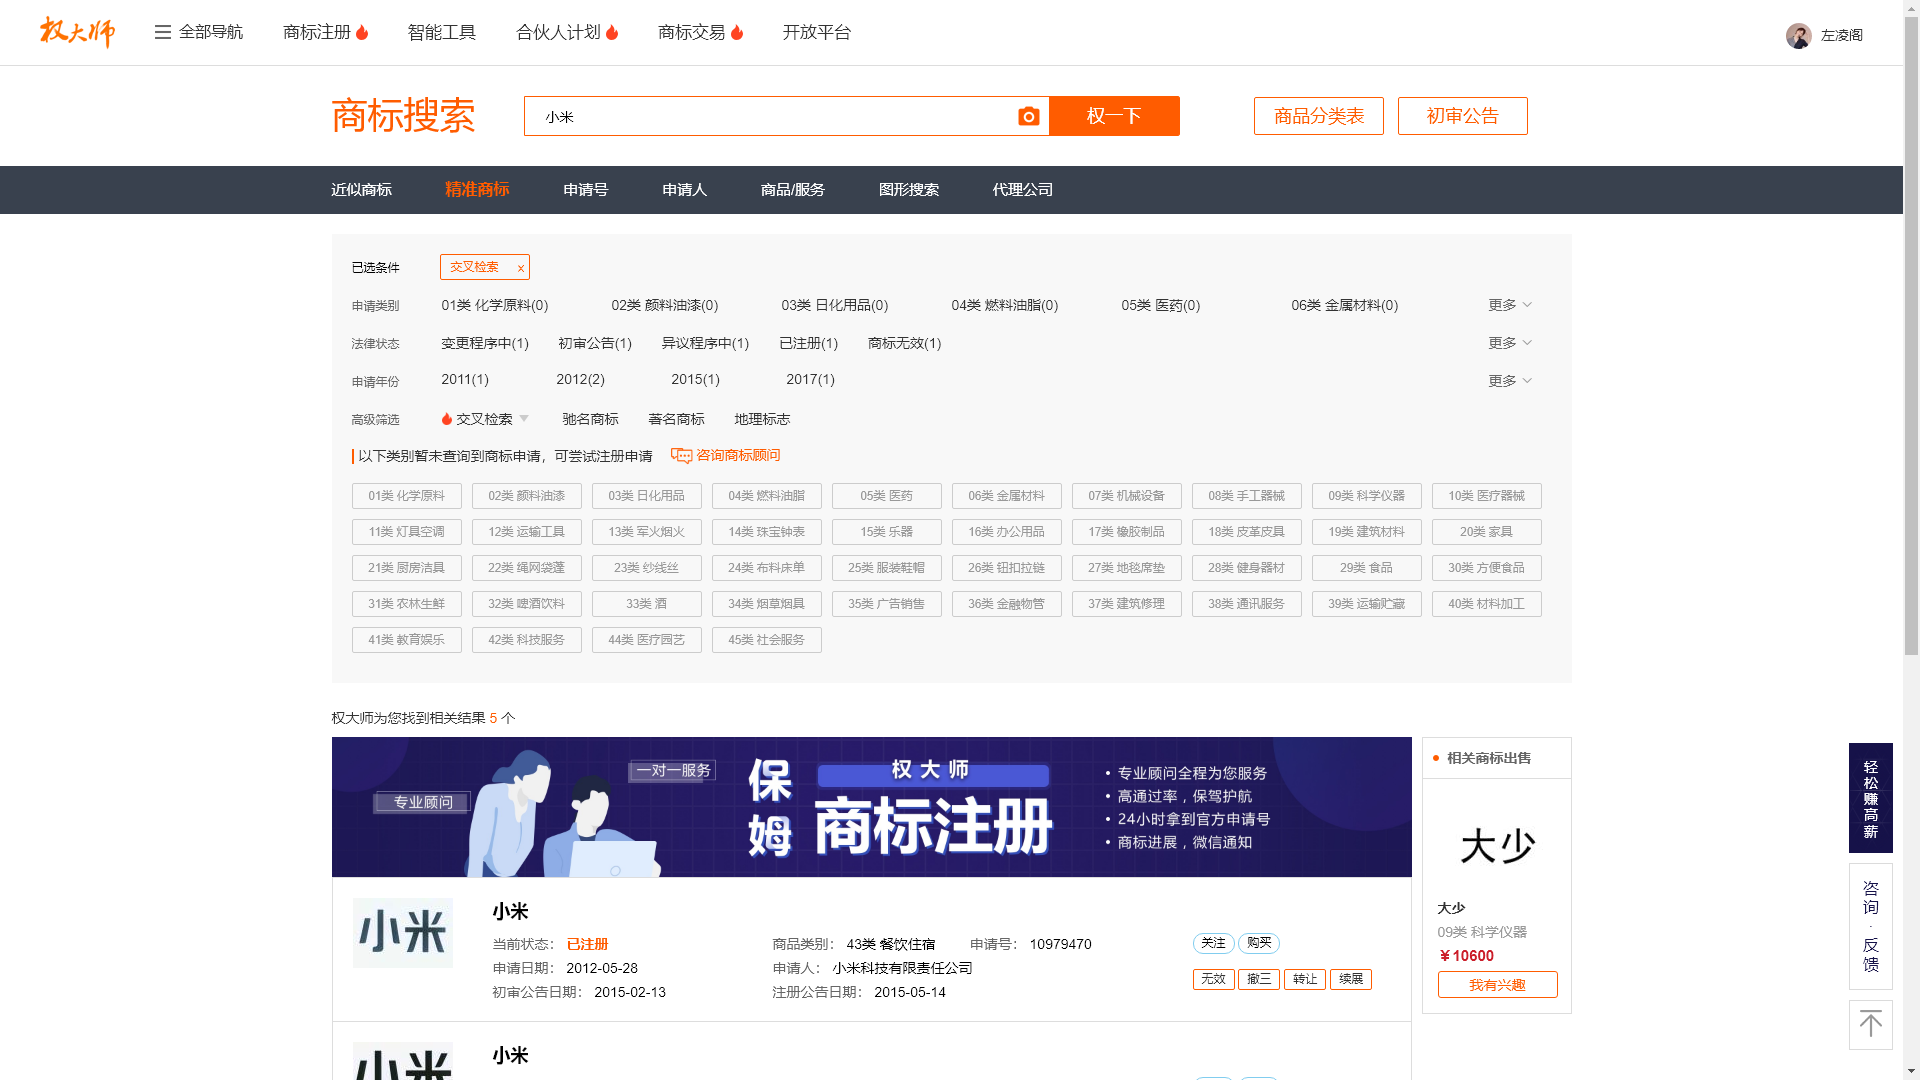 权大师 全部导航 商标注册 智能工具 合伙人计划 商标交易 开放平台 左凌阁
商标搜索 小米 权一下 商品分类表 初审公告
近似商标 精准商标 申请号 申请人 商品/服务 图形搜索 代理公司
已选条件 交叉检索 x
申请类别 01类 化学原料(0) 02类 颜料油漆(0) 03类 日化用品(0) 04类 燃料油脂(0) 05类 医药(0) 06类 金属材料(0) 更多
法律状态 变更程序中(1) 初审公告(1) 异议程序中(1) 已注册(1) 商标无效(1) 更多
申请年份 2011(1) 2012(2) 2015(1) 2017(1) 更多
高级筛选 交叉检索 驰名商标 著名商标 地理标志
以下类别暂未查询到商标申请，可尝试注册申请 咨询商标顾问
01类 化学原料 02类 颜料油漆 03类 日化用品 04类 燃料油脂 05类 医药 06类 金属材料 07类 机械设备 08类 手工器械 09类 科学仪器 10类 医疗器械
11类 灯具空调 12类 运输工具 13类 军火烟火 14类 珠宝钟表 15类 乐器 16类 办公用品 17类 橡胶制品 18类 皮革皮具 19类 建筑材料 20类 家具
21类 厨房洁具 22类 绳网袋篷 23类 纱线丝 24类 布料床单 25类 服装鞋帽 26类 钮扣拉链 27类 地毯席垫 28类 健身器材 29类 食品 30类 方便食品
31类 农林生鲜 32类 啤酒饮料 33类 酒 34类 烟草烟具 35类 广告销售 36类 金融物管 37类 建筑修理 38类 通讯服务 39类 运输贮藏 40类 材料加工
41类 教育娱乐 42类 科技服务 44类 医疗园艺 45类 社会服务
权大师为您找到相关结果 5 个
专业顾问
一对一服务
保姆
权大师
商标注册
• 专业顾问全程为您服务
• 高通过率，保驾护航
• 24小时拿到官方申请号
• 商标进展，微信通知
小米
小米
当前状态： 已注册 商品类别： 43类 餐饮住宿 申请号： 10979470
申请日期： 2012-05-28 申请人： 小米科技有限责任公司
初审公告日期： 2015-02-13 注册公告日期： 2015-05-14
关注 购买
无效 撤三 转让 续展
小米
小米
相关商标出售
大少
大少
09类 科学仪器
¥10600
我有兴趣
轻松赚高薪
咨询·反馈